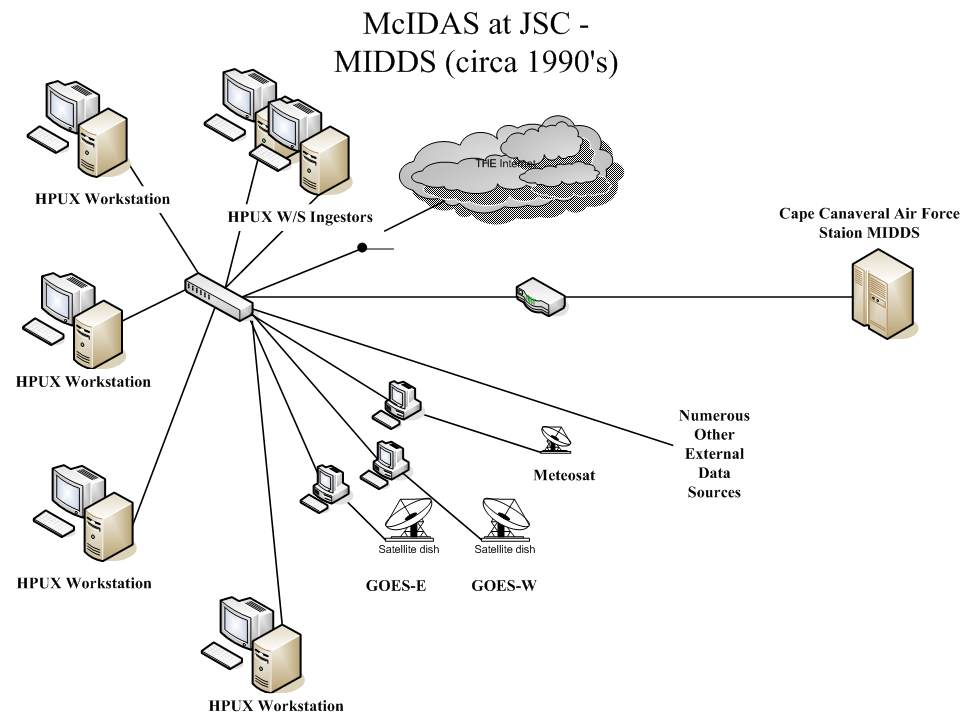 McIDAS at JSC -
MIDDS (circa 1990's)
HPUX Workstation
HPUX W/S Ingestors
THE Internet
Cape Canaveral Air Force
Staion MIDDS
HPUX Workstation
Numerous
Other
External
Data
Sources
Meteosat
Satellite dish
Satellite dish
GOES-E
GOES-W
HPUX Workstation
HPUX Workstation